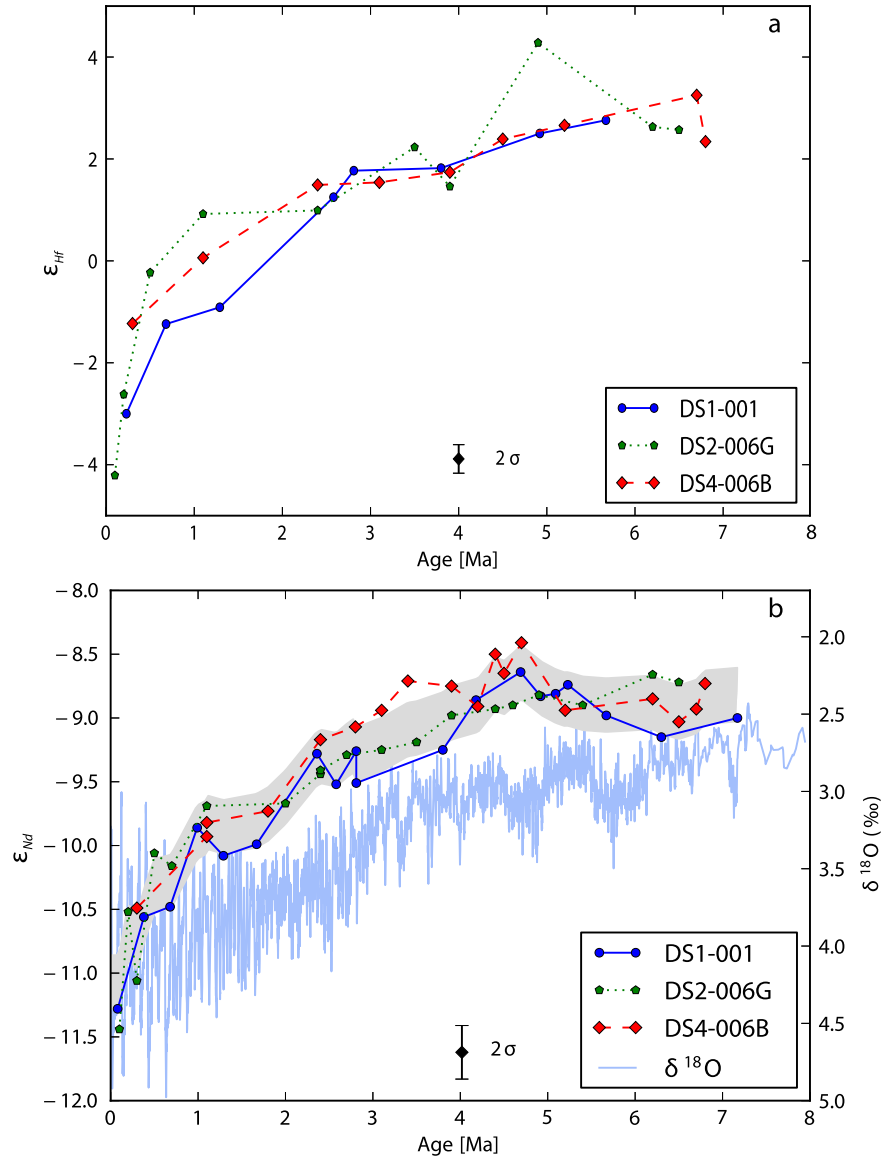 a
4
2
0
−2
−4
ε Hf
2 σ
DS1-001
DS2-006G
DS4-006B
0 1 2 3 4 5 6 7 8
Age [Ma]
b
−8.0
−8.5
−9.0
−9.5
−10.0
−10.5
−11.0
−11.5
−12.0
ε Nd
2.0
2.5
3.0
3.5
4.0
4.5
5.0
δ 18O (‰)
2σ
DS1-001
DS2-006G
DS4-006B
δ 18O
0 1 2 3 4 5 6 7 8
Age [Ma]